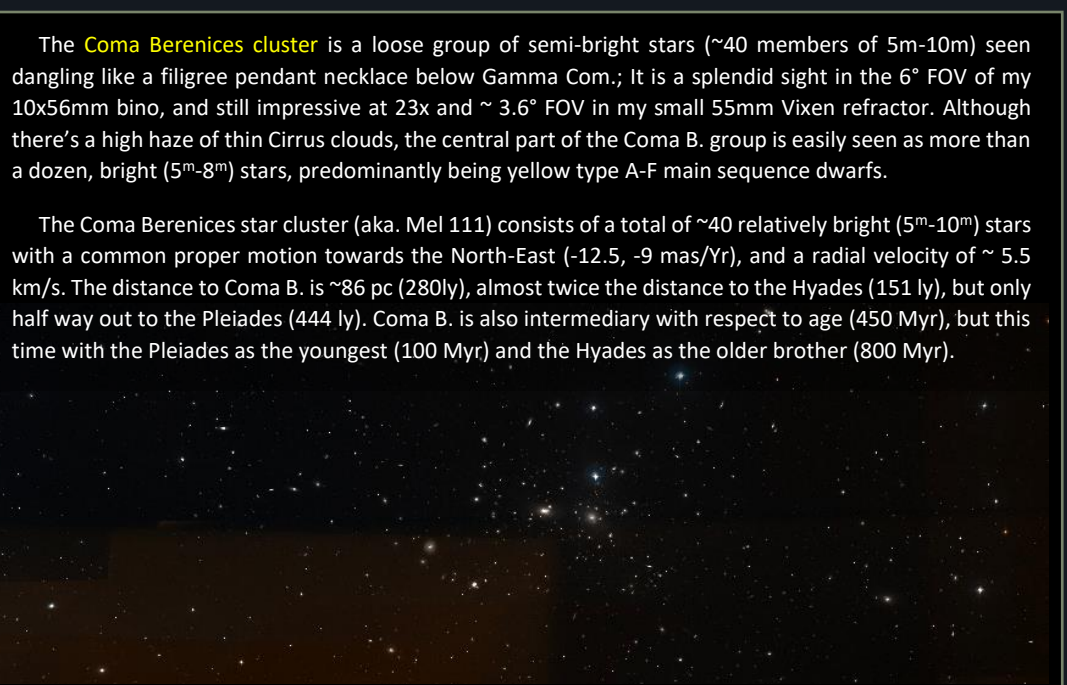 The Coma Berenices cluster is a loose group of semi-bright stars (~40 members of 5m-10m) seen
dangling like a filigree pendant necklace below Gamma Com.; It is a splendid sight in the 6° FOV of my
10x56mm bino, and still impressive at 23x and ~ 3.6° FOV in my small 55mm Vixen refractor. Although
there's a high haze of thin Cirrus clouds, the central part of the Coma B. group is easily seen as more than
a dozen, bright (5ᵐ-8ᵐ) stars, predominantly being yellow type A-F main sequence dwarfs.
The Coma Berenices star cluster (aka. Mel 111) consists of a total of ~40 relatively bright (5ᵐ-10ᵐ) stars
with a common proper motion towards the North-East (-12.5, -9 mas/Yr), and a radial velocity of ~ 5.5
km/s. The distance to Coma B. is ~86 pc (280ly), almost twice the distance to the Hyades (151 ly), but only
half way out to the Pleiades (444 ly). Coma B. is also intermediary with respect to age (450 Myr), but this
time with the Pleiades as the youngest (100 Myr) and the Hyades as the older brother (800 Myr).